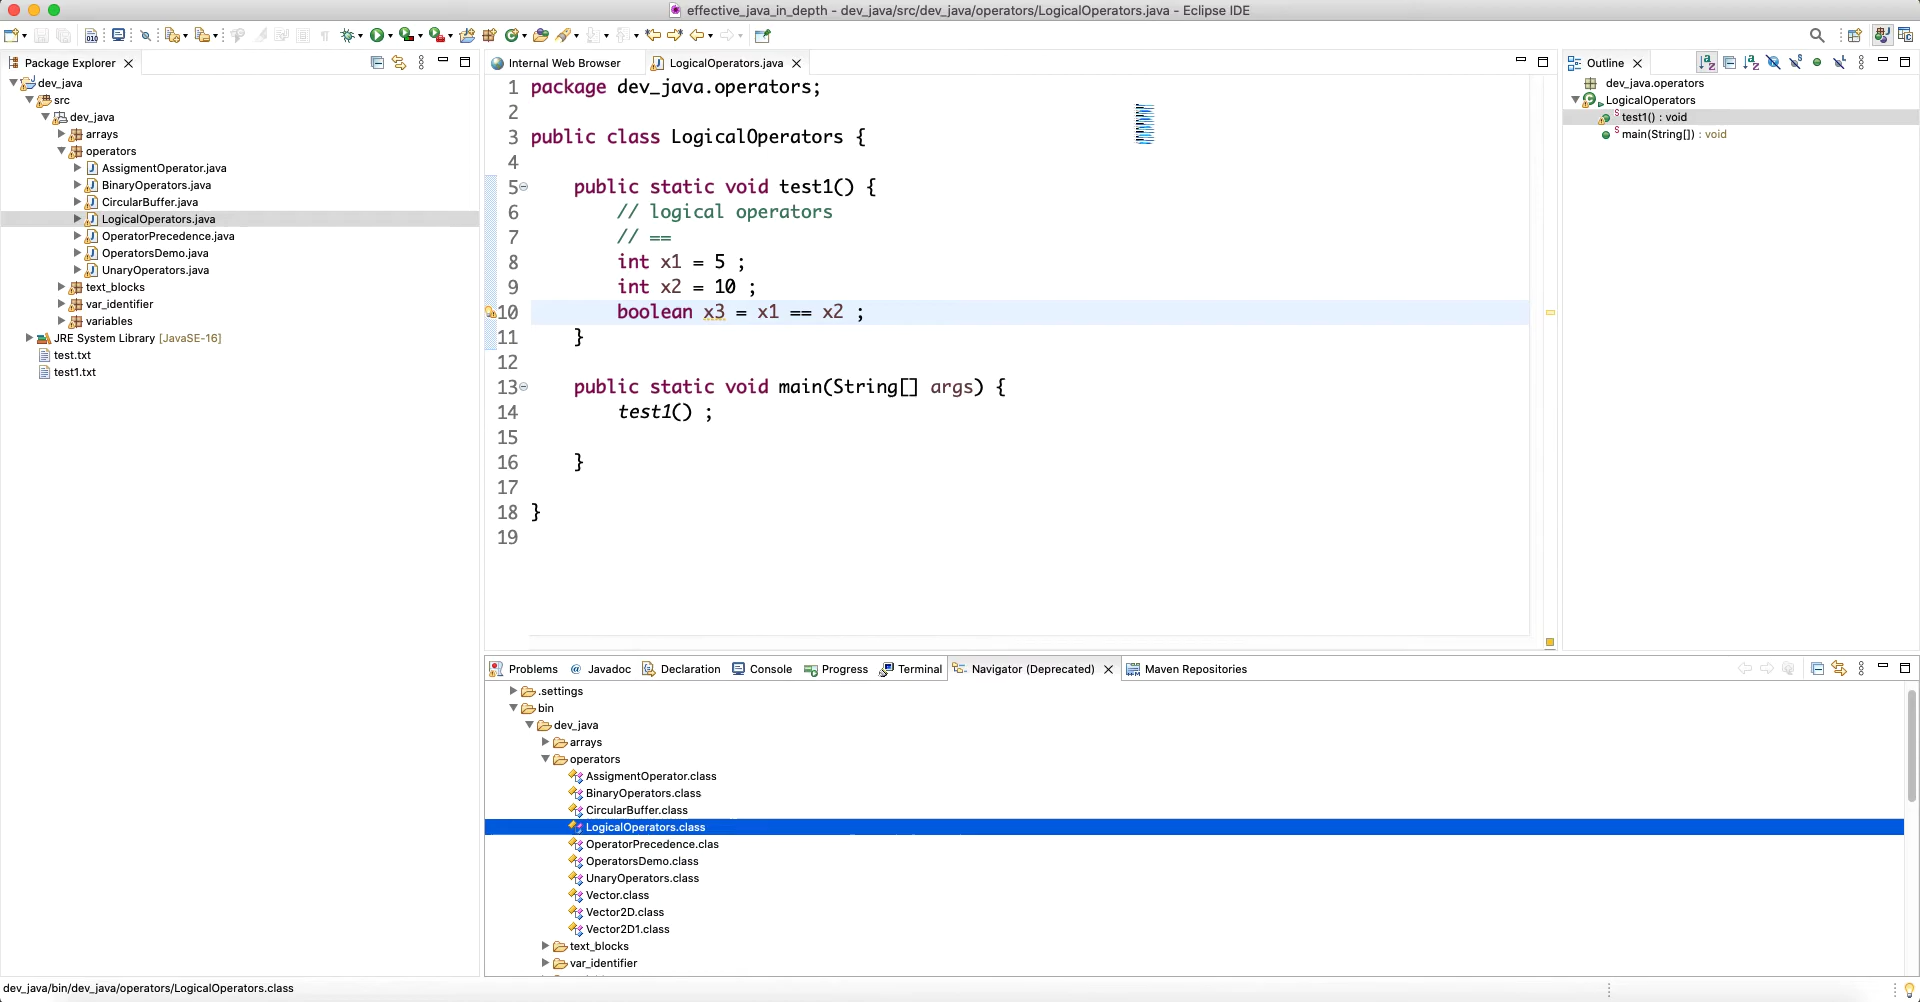 effective_java_in_depth - dev_java/src/dev_java/operators/LogicalOperators.java - Eclipse IDE
Package Explorer
dev_java
src
dev_java
arrays
operators
AssigmentOperator.java
BinaryOperators.java
CircularBuffer.java
LogicalOperators.java
OperatorPrecedence.java
OperatorsDemo.java
UnaryOperators.java
text_blocks
var_identifier
variables
JRE System Library [JavaSE-16]
test.txt
test1.txt
Internal Web Browser
LogicalOperators.java
1 package dev_java.operators;
2
3 public class LogicalOperators {
4
5 public static void test1() {
6 // logical operators
7 // ==
8 int x1 = 5 ;
9 int x2 = 10 ;
10 boolean x3 = x1 == x2 ;
11 }
12
13 public static void main(String[] args) {
14 test1() ;
15
16 }
17
18 }
19
Outline
dev_java.operators
LogicalOperators
test1() : void
main(String[]) : void
Problems
@ Javadoc
Declaration
Console
Progress
Terminal
Navigator (Deprecated)
Maven Repositories
.settings
bin
dev_java
arrays
operators
AssigmentOperator.class
BinaryOperators.class
CircularBuffer.class
LogicalOperators.class
OperatorPrecedence.clas
OperatorsDemo.class
UnaryOperators.class
Vector.class
Vector2D.class
Vector2D1.class
text_blocks
var_identifier
dev_java/bin/dev_java/operators/LogicalOperators.class